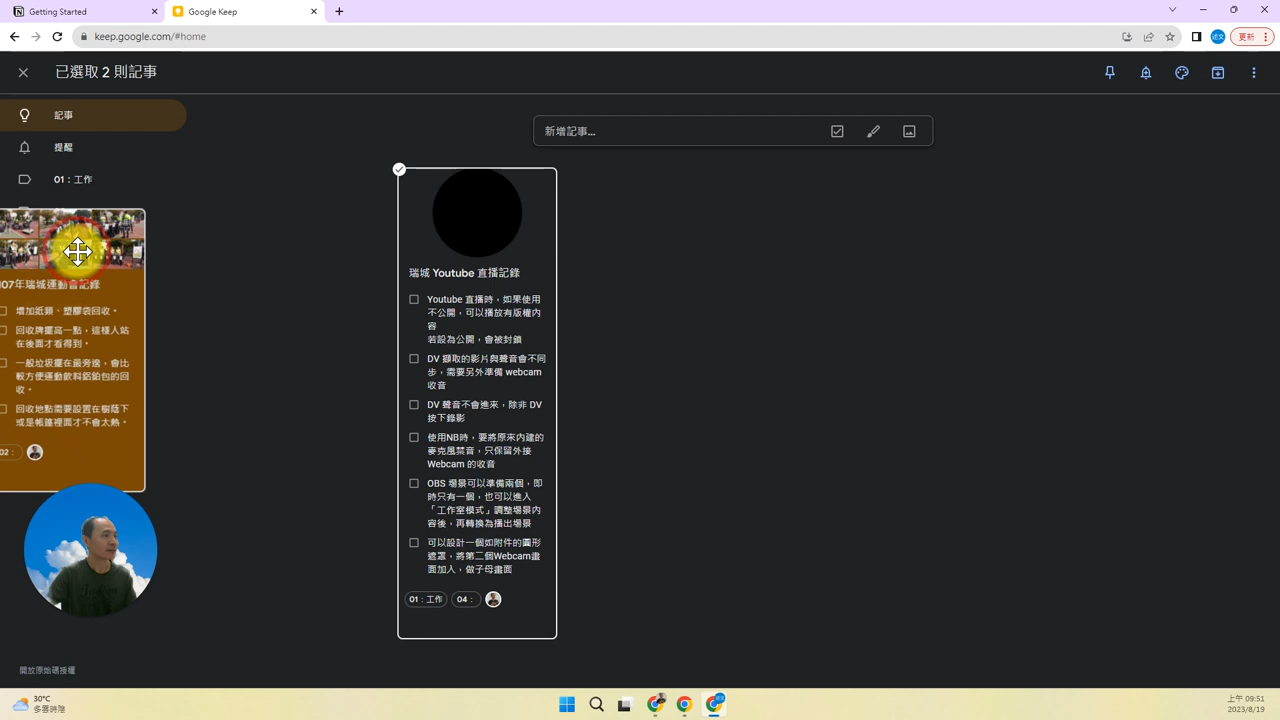 Getting Started
Google Keep
keep.google.com/#home
更新
已選取 2 則記事
記事
提醒
01：工作
新增記事...
107年瑞城運動會記錄
增加紙類、塑膠袋回收。
回收牌擺高一點，這樣人站
在後面才看得到。
一般垃圾擺在最旁邊，會比
較方便運動飲料鋁鉑包的回
收。
回收地點需要設置在樹蔭下
或是帳篷裡面才不會太熱。
02：
瑞城 Youtube 直播記錄
Youtube 直播時，如果使用
不公開，可以播放有版權內
容
若設為公開，會被封鎖
DV 擷取的影片與聲音會不同
步，需要另外準備 webcam
收音
DV 聲音不會進來，除非 DV
按下錄影
使用NB時，要將原來內建的
麥克風禁音，只保留外接
Webcam 的收音
OBS 場景可以準備兩個，即
時只有一個，也可以進入
「工作室模式」調整場景內
容後，再轉換為播出場景
可以設計一個如附件的圓形
遮罩，將第二個Webcam畫
面加入，做子母畫面
01：工作
04：
開放原始碼授權
30°C
多雲時陰
上午 09:51
2023/8/19